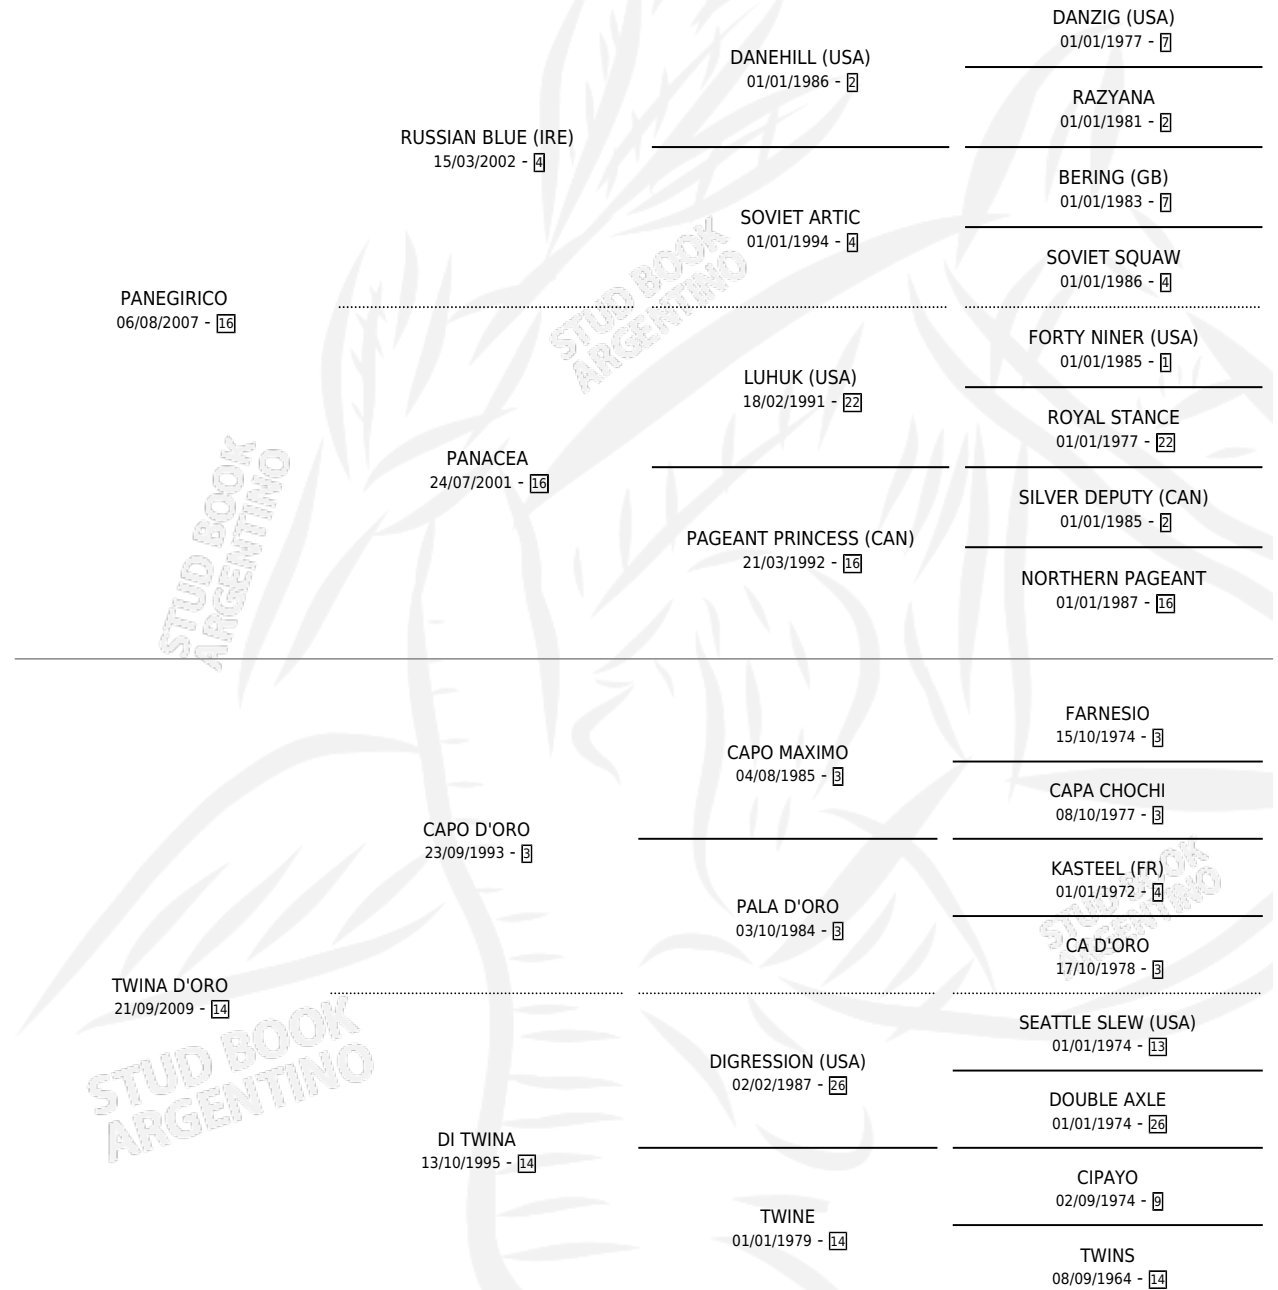 DANZIG (USA)
01/01/1977 - 7
DANEHILL (USA)
01/01/1986 - 2
RAZYANA
01/01/1981 - 2
RUSSIAN BLUE (IRE)
15/03/2002 - 4
BERING (GB)
01/01/1983 - 7
SOVIET ARTIC
01/01/1994 - 4
SOVIET SQUAW
01/01/1986 - 4
STUD BOOK
ARGENTINO
PANEGIRICO
06/08/2007 - 16
FORTY NINER (USA)
01/01/1985 - 1
LUHUK (USA)
18/02/1991 - 22
ROYAL STANCE
01/01/1977 - 22
PANACEA
24/07/2001 - 16
SILVER DEPUTY (CAN)
01/01/1985 - 2
PAGEANT PRINCESS (CAN)
21/03/1992 - 16
NORTHERN PAGEANT
01/01/1987 - 16
STUD BOOK
ARGENTINO
FARNESIO
15/10/1974 - 3
CAPO MAXIMO
04/08/1985 - 3
CAPA CHOCHI
08/10/1977 - 3
CAPO D'ORO
23/09/1993 - 3
KASTEEL (FR)
01/01/1972 - 4
PALA D'ORO
03/10/1984 - 3
CA D'ORO
17/10/1978 - 3
STUD BOOK
ARGENTINO
TWINA D'ORO
21/09/2009 - 14
SEATTLE SLEW (USA)
01/01/1974 - 13
DIGRESSION (USA)
02/02/1987 - 26
DOUBLE AXLE
01/01/1974 - 26
STUD BOOK
ARGENTINO
DI TWINA
13/10/1995 - 14
CIPAYO
02/09/1974 - 9
TWINE
01/01/1979 - 14
TWINS
08/09/1964 - 14